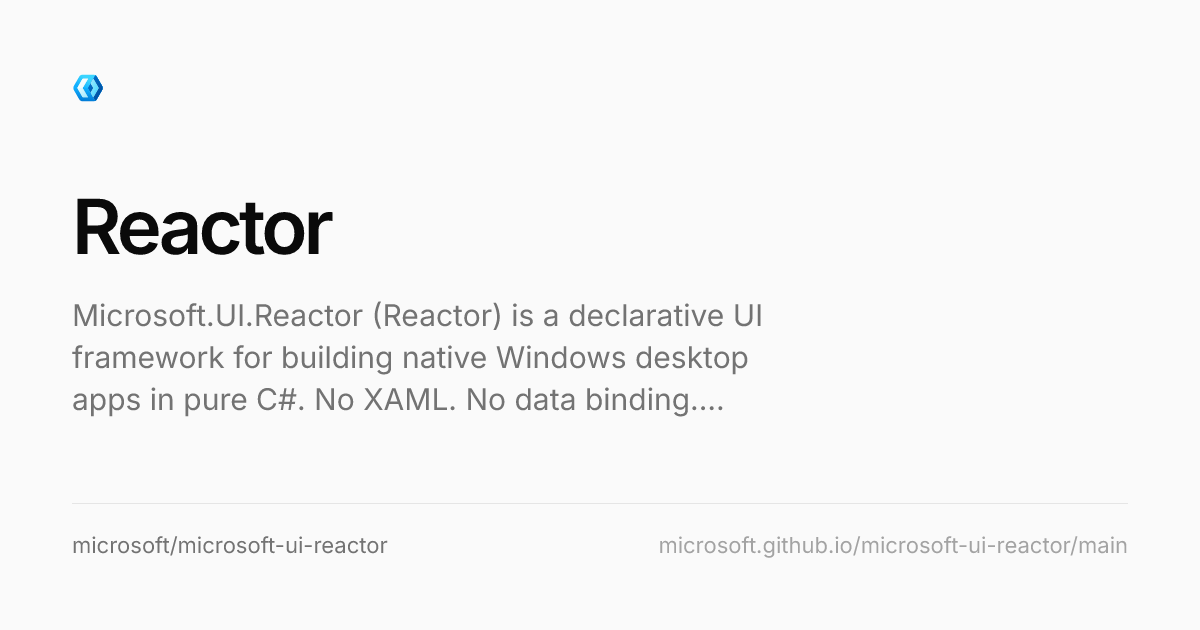 Reactor
Microsoft.UI.Reactor (Reactor) is a declarative UI
framework for building native Windows desktop
apps in pure C#. No XAML. No data binding....
microsoft/microsoft-ui-reactor
microsoft.github.io/microsoft-ui-reactor/main